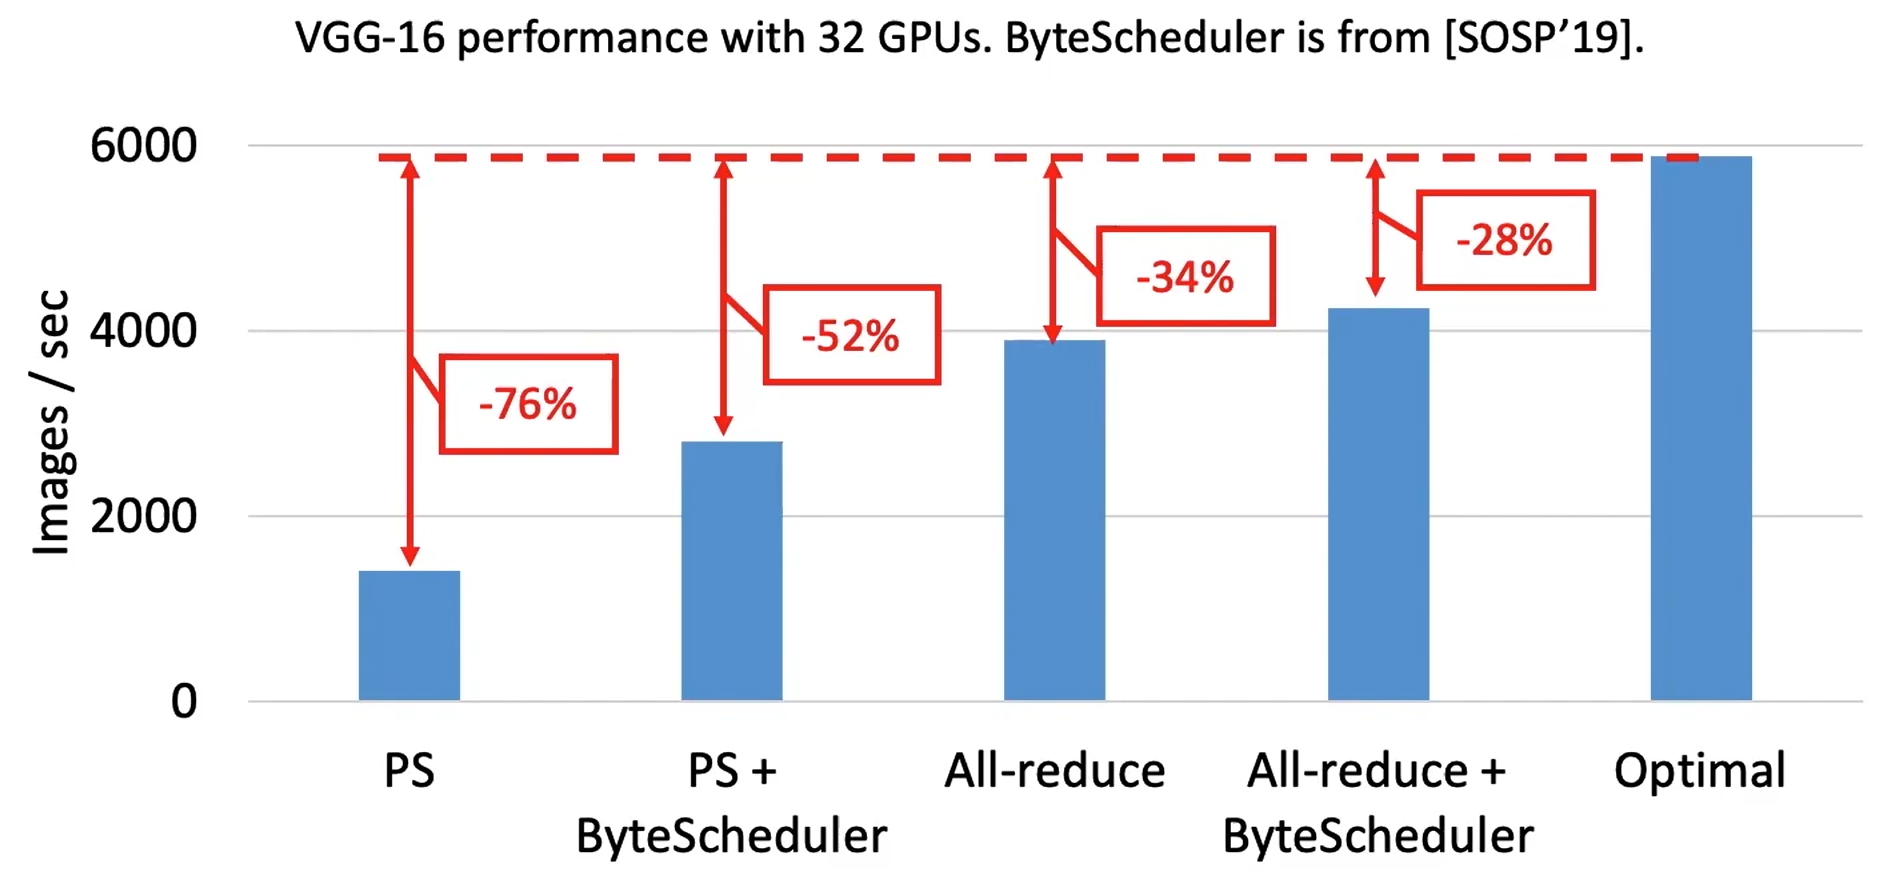 VGG-16 performance with 32 GPUs. ByteScheduler is from [SOSP’19].
6000
4000
2000
0
Images / sec
-76%
-52%
-34%
-28%
PS
PS +
ByteScheduler
All-reduce
All-reduce +
ByteScheduler
Optimal